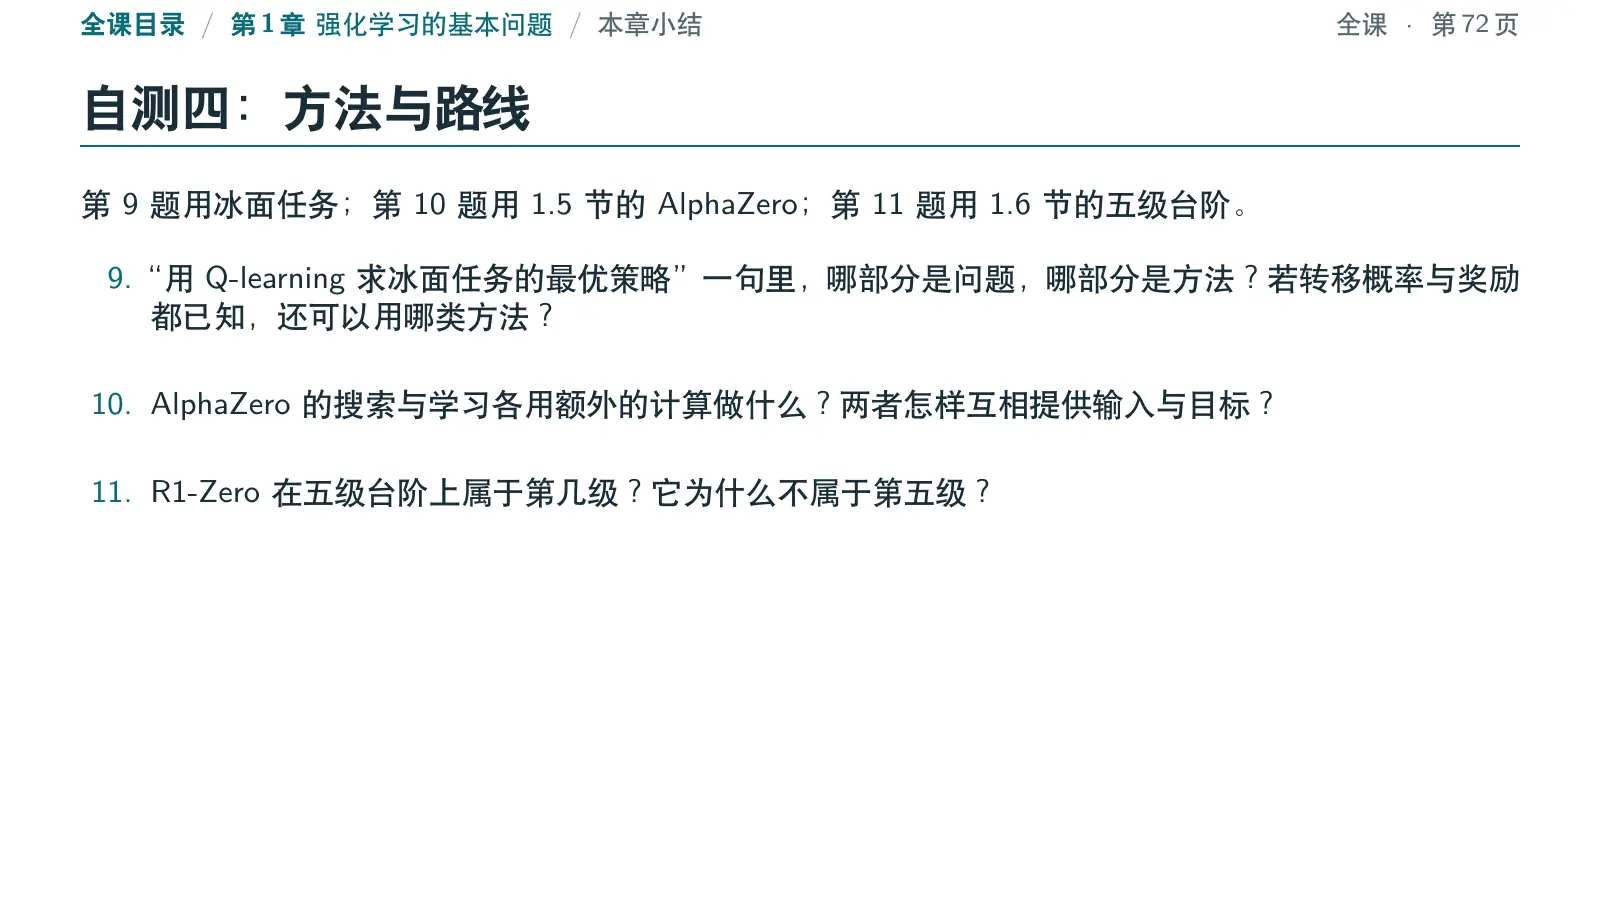 全课目录 / 第 1 章 强化学习的基本问题 / 本章小结
全课 · 第 72 页
自测四：方法与路线
第 9 题用冰面任务；第 10 题用 1.5 节的 AlphaZero；第 11 题用 1.6 节的五级台阶。
9. “用 Q-learning 求冰面任务的最优策略” 一句里，哪部分是问题，哪部分是方法？若转移概率与奖励
都已知，还可以用哪类方法？
10. AlphaZero 的搜索与学习各用额外的计算做什么？两者怎样互相提供输入与目标？
11. R1-Zero 在五级台阶上属于第几级？它为什么不属于第五级？